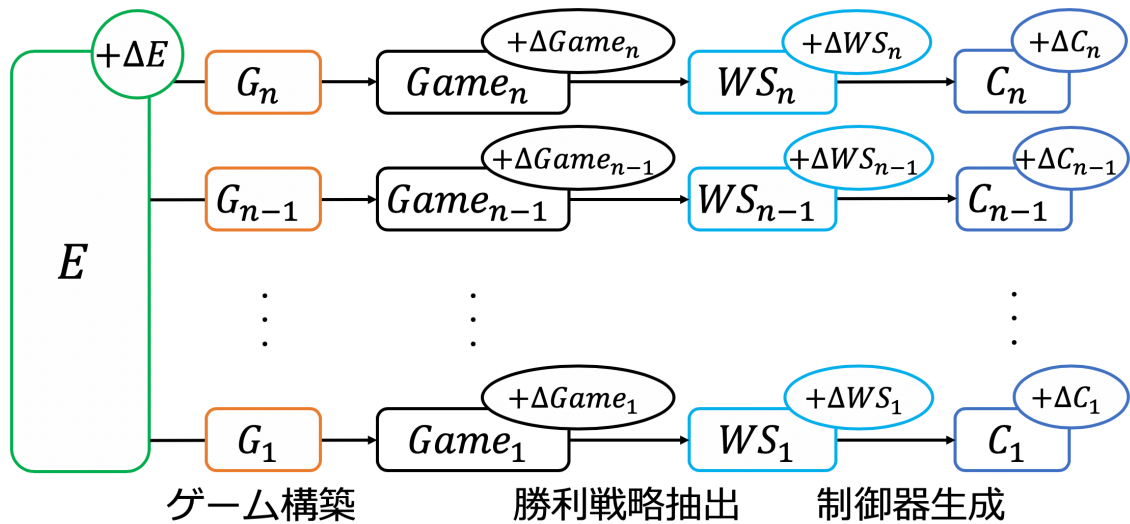 +ΔE
G_n
Game_n
+ΔGame_n
WS_n
+ΔWS_n
C_n
+ΔC_n
G_{n-1}
Game_{n-1}
+ΔGame_{n-1}
WS_{n-1}
+ΔWS_{n-1}
C_{n-1}
+ΔC_{n-1}
E
G_1
Game_1
+ΔGame_1
WS_1
+ΔWS_1
C_1
+ΔC_1
ゲーム構築
勝利戦略抽出
制御器生成